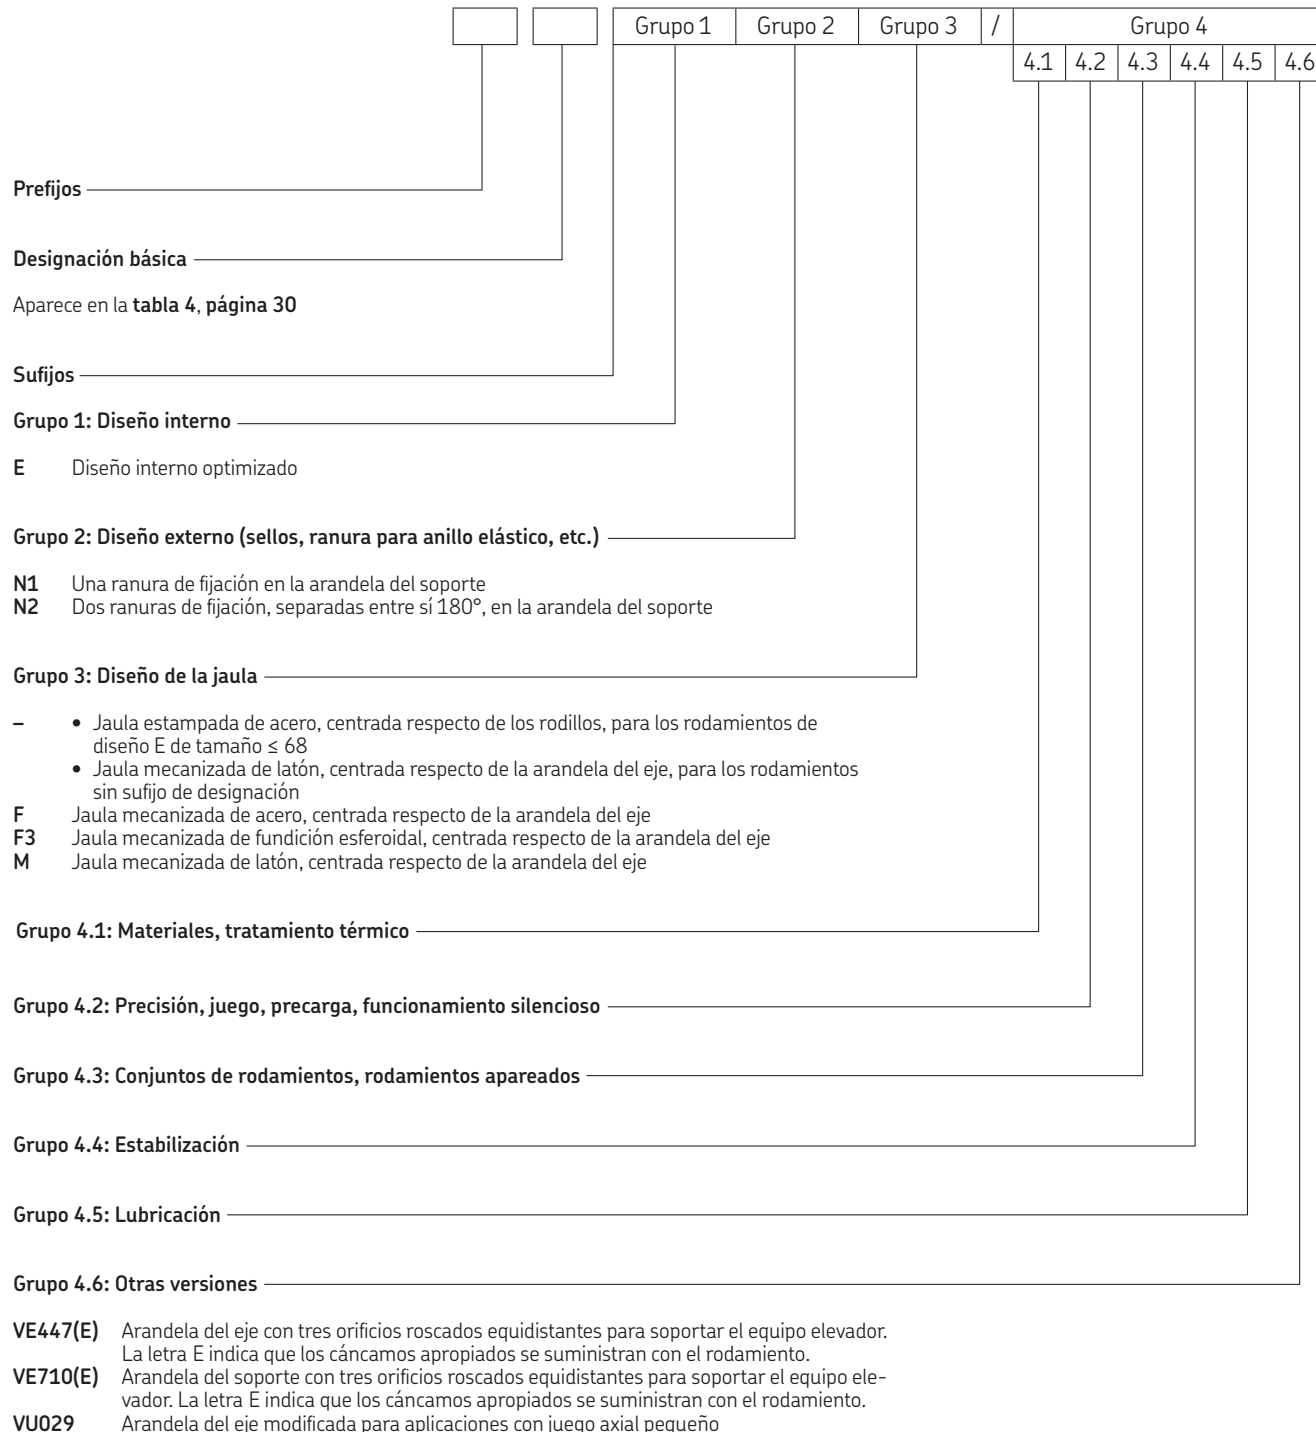 Grupo 1 Grupo 2 Grupo 3 / Grupo 4
4.1 4.2 4.3 4.4 4.5 4.6
Prefijos
Designación básica
Aparece en la tabla 4, página 30
Sufijos
Grupo 1: Diseño interno
E Diseño interno optimizado
Grupo 2: Diseño externo (sellos, ranura para anillo elástico, etc.)
N1 Una ranura de fijación en la arandela del soporte
N2 Dos ranuras de fijación, separadas entre sí 180°, en la arandela del soporte
Grupo 3: Diseño de la jaula
– • Jaula estampada de acero, centrada respecto de los rodillos, para los rodamientos de
diseño E de tamaño ≤ 68
• Jaula mecanizada de latón, centrada respecto de la arandela del eje, para los rodamientos
sin sufijo de designación
F Jaula mecanizada de acero, centrada respecto de la arandela del eje
F3 Jaula mecanizada de fundición esferoidal, centrada respecto de la arandela del eje
M Jaula mecanizada de latón, centrada respecto de la arandela del eje
Grupo 4.1: Materiales, tratamiento térmico
Grupo 4.2: Precisión, juego, precarga, funcionamiento silencioso
Grupo 4.3: Conjuntos de rodamientos, rodamientos apareados
Grupo 4.4: Estabilización
Grupo 4.5: Lubricación
Grupo 4.6: Otras versiones
VE447(E) Arandela del eje con tres orificios roscados equidistantes para soportar el equipo elevador.
La letra E indica que los cáncamos apropiados se suministran con el rodamiento.
VE710(E) Arandela del soporte con tres orificios roscados equidistantes para soportar el equipo ele-
vador. La letra E indica que los cáncamos apropiados se suministran con el rodamiento.
VU029 Arandela del eje modificada para aplicaciones con juego axial pequeño